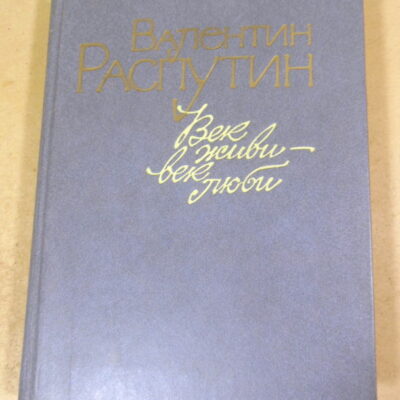 Валентин
Распутин
Век
живи —
век
люби